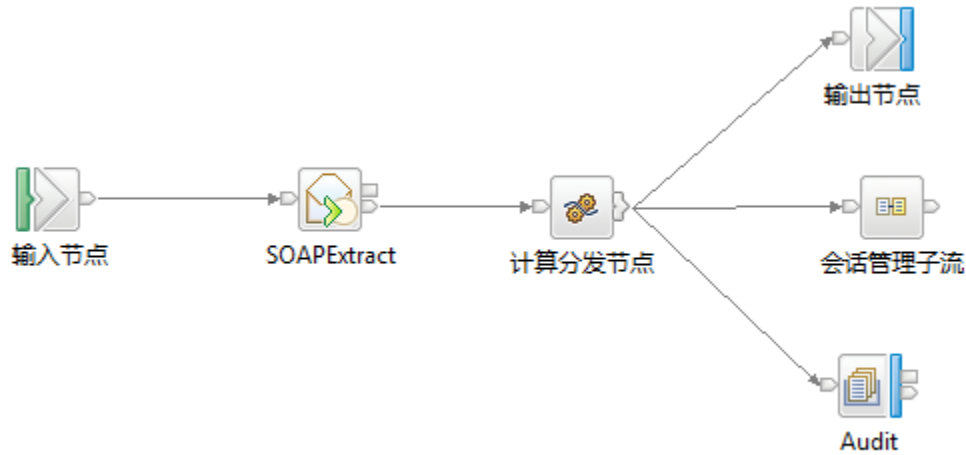 输出节点
输入节点
SOAPExtract
计算分发节点
会话管理子流
Audit